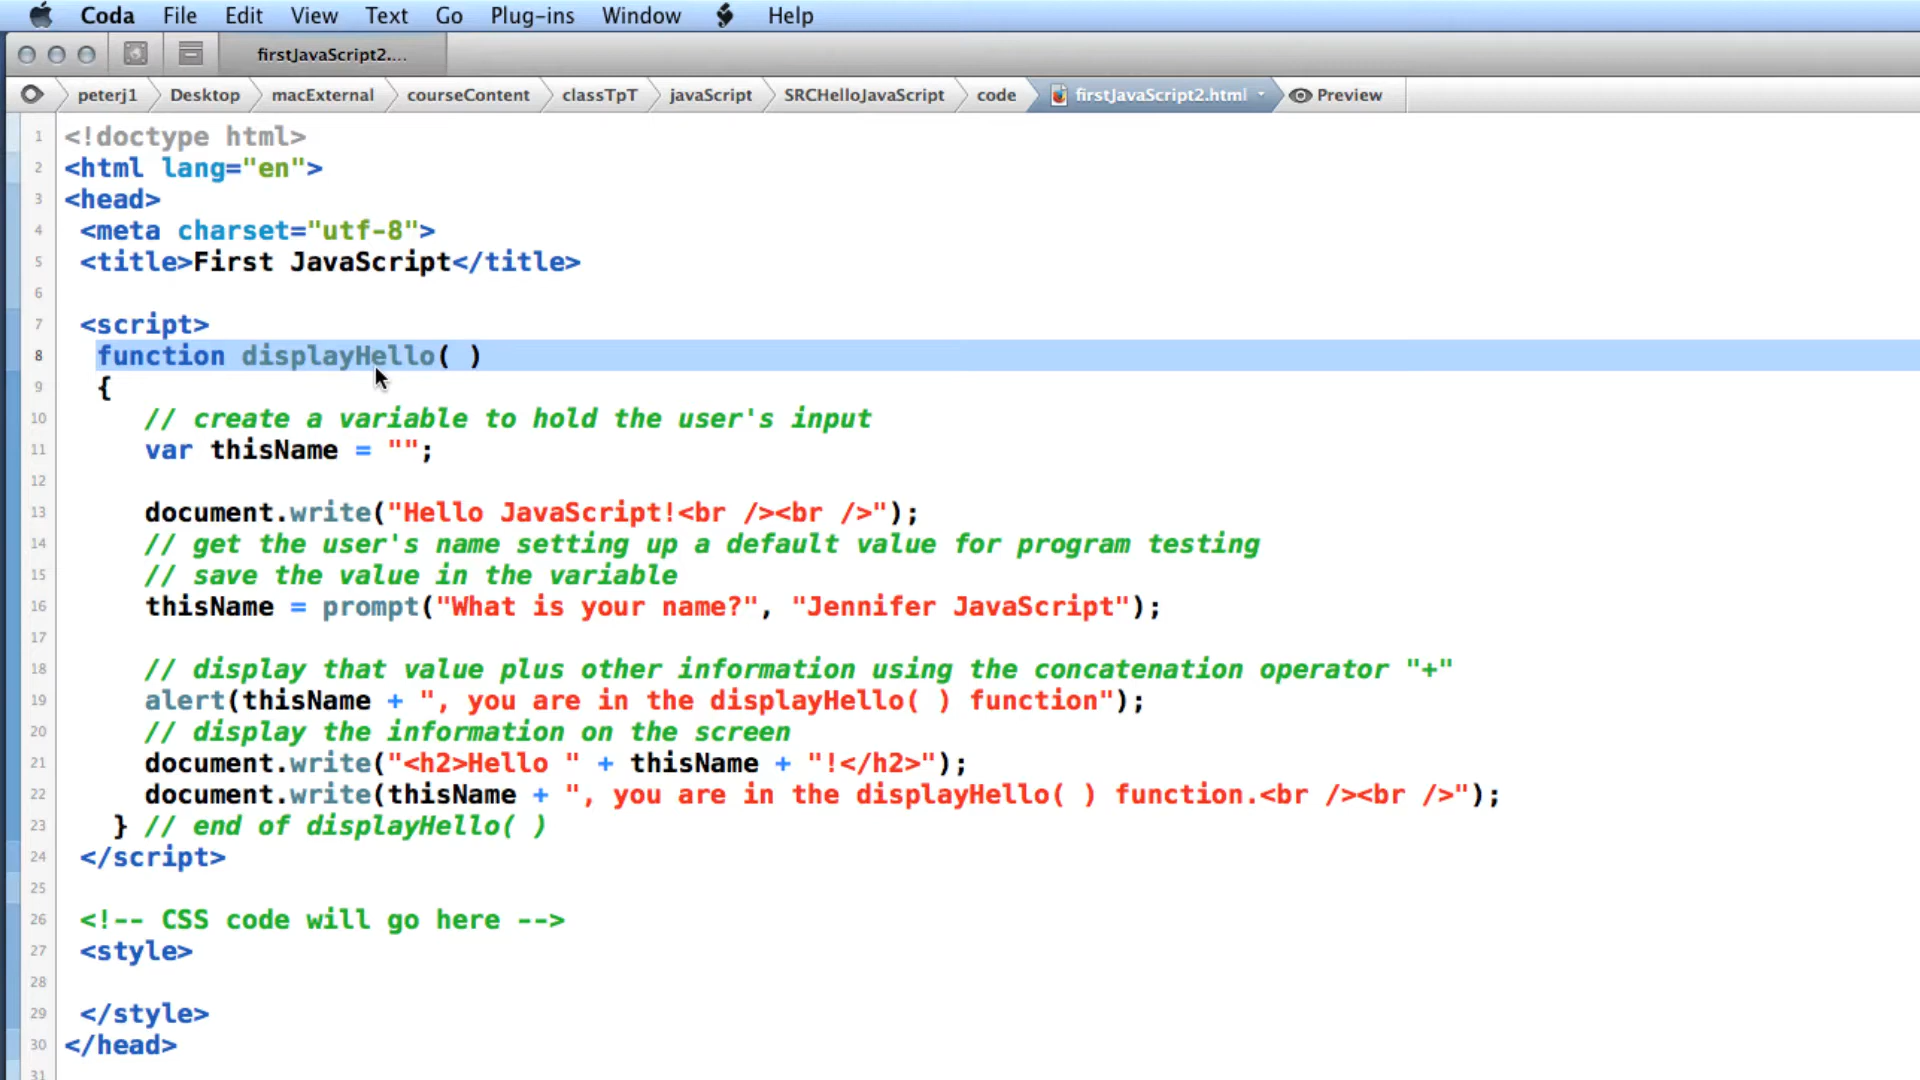 Coda File Edit View Text Go Plug-ins Window Help
firstJavaScript2....
peterj1 Desktop macExternal courseContent classTpT javaScript SRCHelloJavaScript code firstJavaScript2.html Preview
1 <!doctype html>
2 <html lang="en">
3 <head>
4 <meta charset="utf-8">
5 <title>First JavaScript</title>
6
7 <script>
8 function displayHello( )
9 {
10 // create a variable to hold the user's input
11 var thisName = "";
12
13 document.write("Hello JavaScript!<br /><br />");
14 // get the user's name setting up a default value for program testing
15 // save the value in the variable
16 thisName = prompt("What is your name?", "Jennifer JavaScript");
17
18 // display that value plus other information using the concatenation operator "+"
19 alert(thisName + ", you are in the displayHello( ) function");
20 // display the information on the screen
21 document.write("<h2>Hello " + thisName + "!</h2>");
22 document.write(thisName + ", you are in the displayHello( ) function.<br /><br />");
23 } // end of displayHello( )
24 </script>
25
26 <!-- CSS code will go here -->
27 <style>
28
29 </style>
30 </head>
31